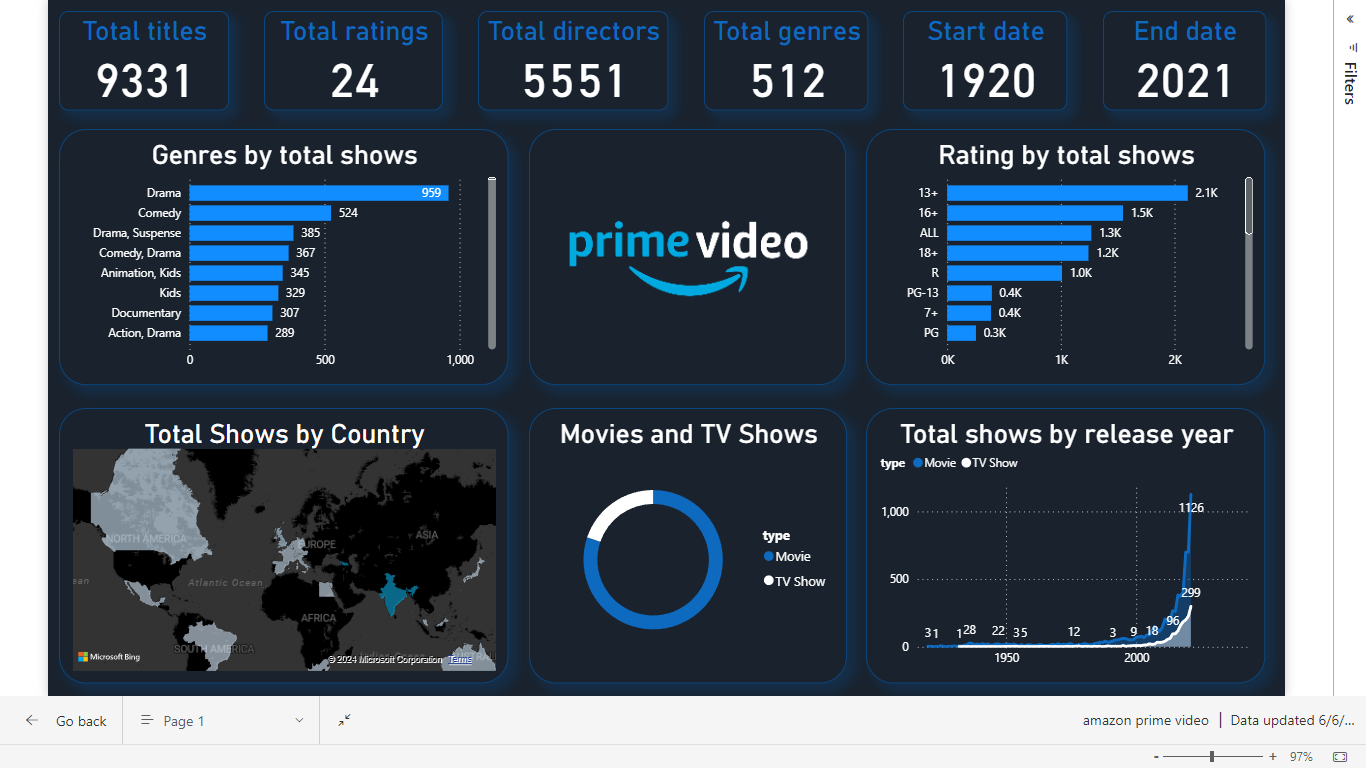 Total titles
9331
Total ratings
24
Total directors
5551
Total genres
512
Start date
1920
End date
2021
Filters
Genres by total shows
Drama 959
Comedy 524
Drama, Suspense 385
Comedy, Drama 367
Animation, Kids 345
Kids 329
Documentary 307
Action, Drama 289
0 500 1,000
prime video
Rating by total shows
13+ 2.1K
16+ 1.5K
ALL 1.3K
18+ 1.2K
R 1.0K
PG-13 0.4K
7+ 0.4K
PG 0.3K
0K 1K 2K
Total Shows by Country
NORTH AMERICA
EUROPE
ASIA
ean
Atlantic Ocean
AFRICA
SOUTH AMERICA
Microsoft Bing
© 2024 Microsoft Corporation Terms
Movies and TV Shows
type
Movie
TV Show
Total shows by release year
type Movie TV Show
1,000
500
0
1126
299
96
3 1 1 28 22 3 5 12 3 9 18
1950 2000
Go back
Page 1
amazon prime video | Data updated 6/6/...
- + 97%